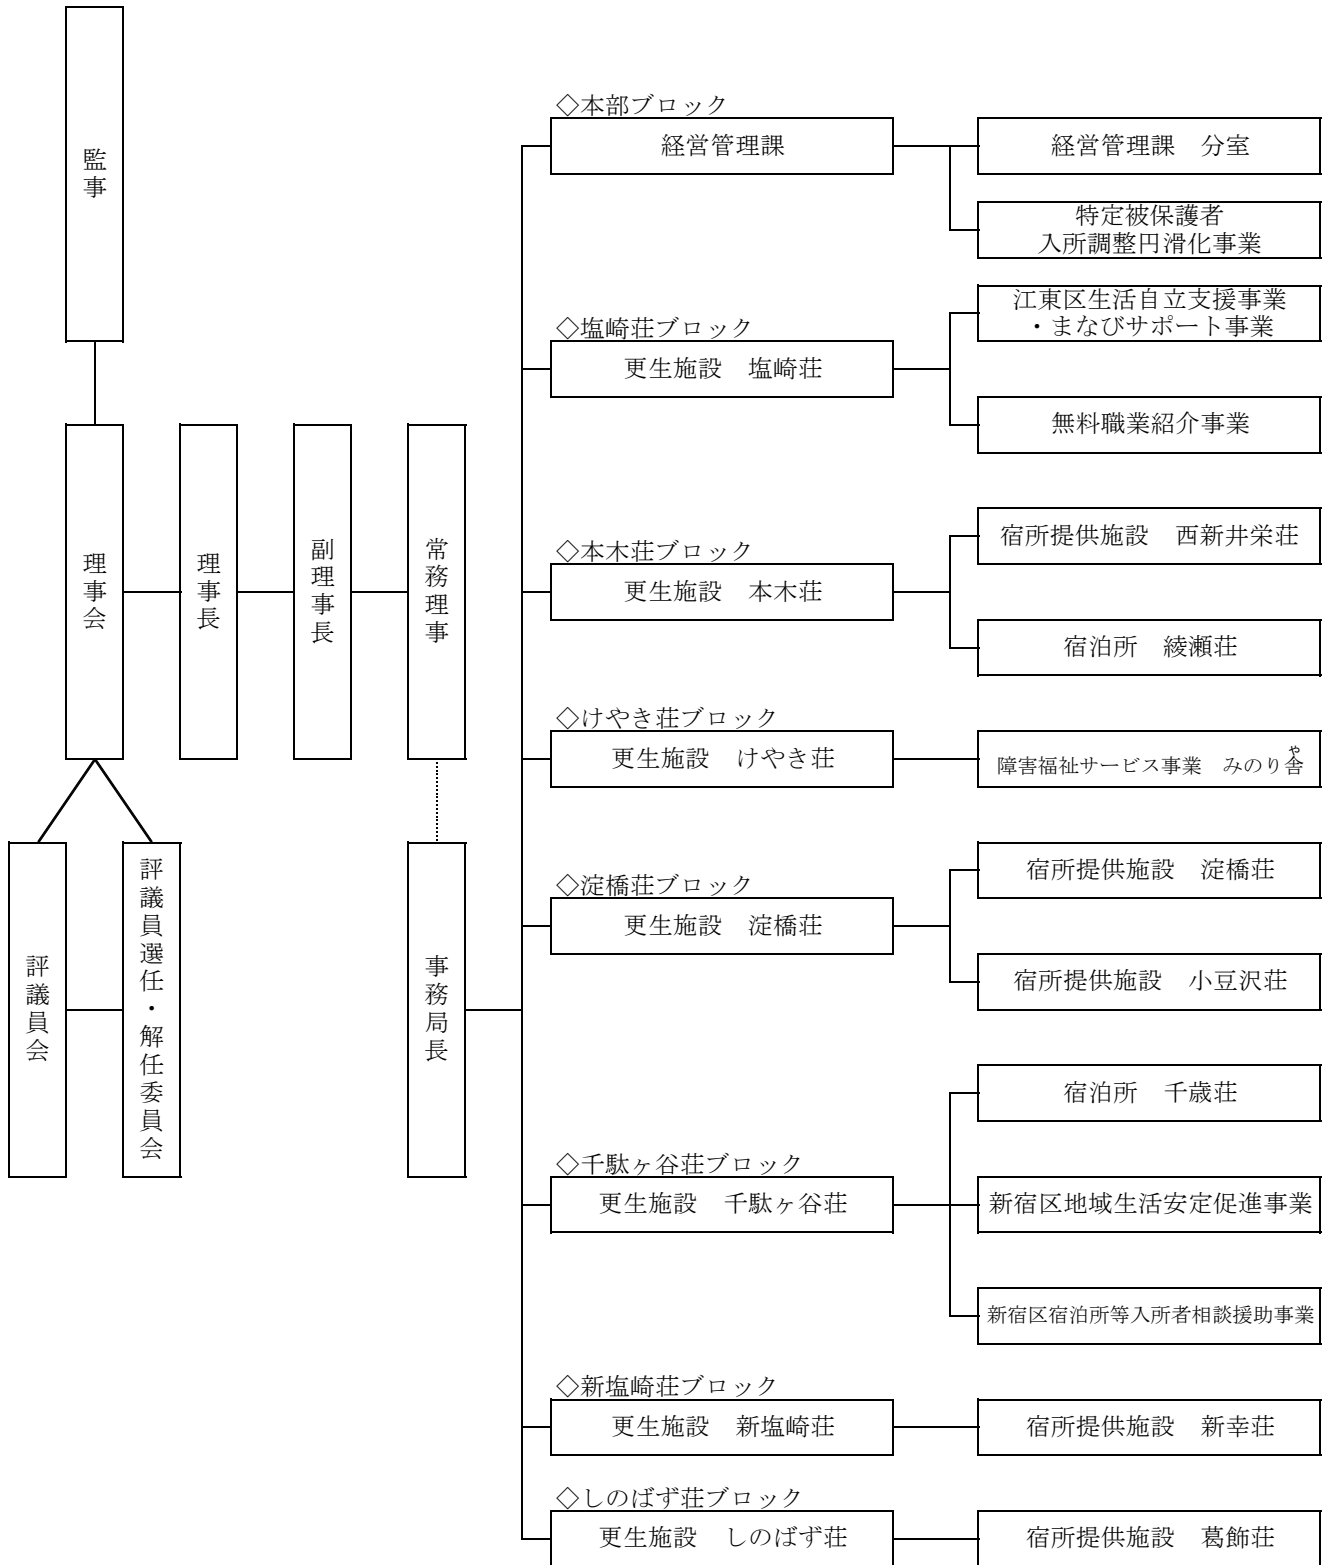 監事
理事会
理事長
副理事長
常務理事
評議員会
評議員選任・解任委員会
事務局長
◇本部ブロック
経営管理課
経営管理課　分室
特定被保護者
入所調整円滑化事業
◇塩崎荘ブロック
更生施設　塩崎荘
江東区生活自立支援事業
・まなびサポート事業
無料職業紹介事業
◇本木荘ブロック
更生施設　本木荘
宿所提供施設　西新井栄荘
宿泊所　綾瀬荘
◇けやき荘ブロック
更生施設　けやき荘
や
障害福祉サービス事業　みのり舎
◇淀橋荘ブロック
更生施設　淀橋荘
宿所提供施設　淀橋荘
宿所提供施設　小豆沢荘
◇千駄ヶ谷荘ブロック
更生施設　千駄ヶ谷荘
宿泊所　千歳荘
新宿区地域生活安定促進事業
新宿区宿泊所等入所者相談援助事業
◇新塩崎荘ブロック
更生施設　新塩崎荘
宿所提供施設　新幸荘
◇しのばず荘ブロック
更生施設　しのばず荘
宿所提供施設　葛飾荘